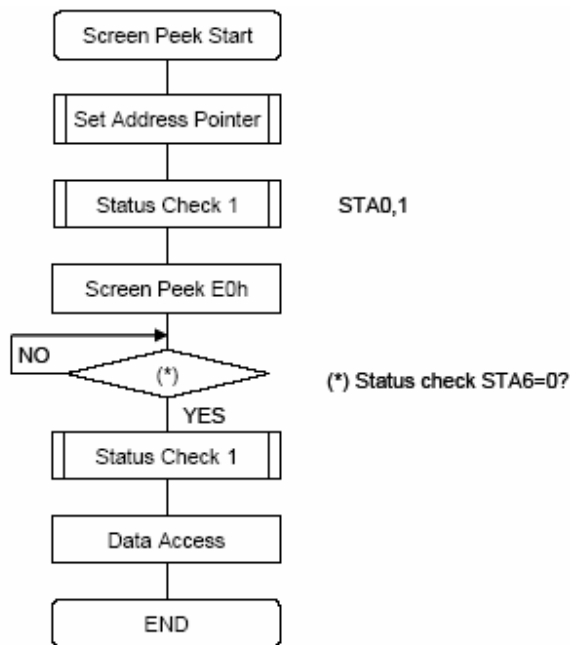 Screen Peek Start
Set Address Pointer
Status Check 1
STA0,1
Screen Peek E0h
NO
(*)
(*) Status check STA6=0?
YES
Status Check 1
Data Access
END